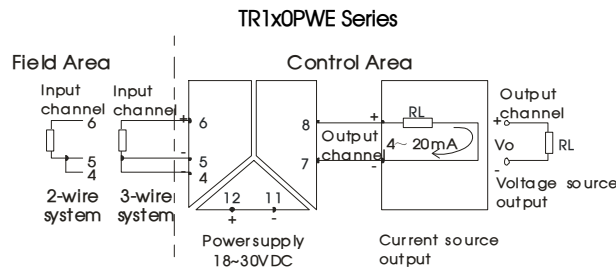 TR1x0PWE Series
Field Area
Control Area
Input
channel
6
5
4
2-wire
system
Input
channel
3-wire
system
+
6
-
5
4
12
11
+
-
Power supply
18~30VDC
8
7
Output
channel
+
-
RL
4~ 20mA
Current source
output
Output
channel
+
Vo
-
RL
Voltage source
output